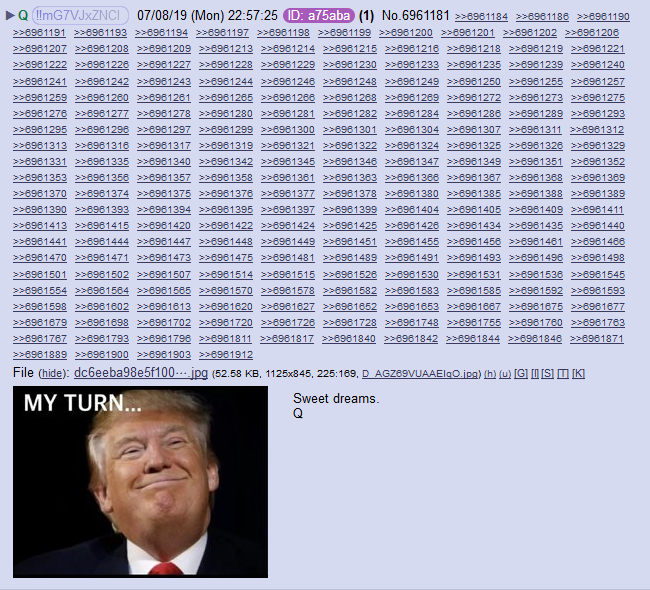 ▶ Q !!mG7VJxZNCI 07/08/19 (Mon) 22:57:25 ID: a75aba (1) No.6961181 >>6961184 >>6961186 >>6961190
>>6961191 >>6961193 >>6961194 >>6961197 >>6961198 >>6961199 >>6961200 >>6961201 >>6961202 >>6961206
>>6961207 >>6961208 >>6961209 >>6961213 >>6961214 >>6961215 >>6961216 >>6961218 >>6961219 >>6961221
>>6961222 >>6961226 >>6961227 >>6961228 >>6961229 >>6961230 >>6961233 >>6961235 >>6961239 >>6961240
>>6961241 >>6961242 >>6961243 >>6961244 >>6961246 >>6961248 >>6961249 >>6961250 >>6961255 >>6961257
>>6961259 >>6961260 >>6961261 >>6961265 >>6961266 >>6961268 >>6961269 >>6961272 >>6961273 >>6961275
>>6961276 >>6961277 >>6961278 >>6961280 >>6961281 >>6961282 >>6961284 >>6961286 >>6961289 >>6961293
>>6961295 >>6961296 >>6961297 >>6961299 >>6961300 >>6961301 >>6961304 >>6961307 >>6961311 >>6961312
>>6961313 >>6961316 >>6961317 >>6961319 >>6961321 >>6961322 >>6961324 >>6961325 >>6961326 >>6961329
>>6961331 >>6961335 >>6961340 >>6961342 >>6961345 >>6961346 >>6961347 >>6961349 >>6961351 >>6961352
>>6961353 >>6961356 >>6961357 >>6961358 >>6961361 >>6961363 >>6961366 >>6961367 >>6961368 >>6961369
>>6961370 >>6961374 >>6961375 >>6961376 >>6961377 >>6961378 >>6961380 >>6961385 >>6961388 >>6961389
>>6961390 >>6961393 >>6961394 >>6961395 >>6961397 >>6961399 >>6961404 >>6961405 >>6961409 >>6961411
>>6961413 >>6961415 >>6961420 >>6961422 >>6961424 >>6961425 >>6961426 >>6961434 >>6961435 >>6961440
>>6961441 >>6961444 >>6961447 >>6961448 >>6961449 >>6961451 >>6961455 >>6961456 >>6961461 >>6961466
>>6961470 >>6961471 >>6961473 >>6961475 >>6961481 >>6961489 >>6961491 >>6961493 >>6961496 >>6961498
>>6961501 >>6961502 >>6961507 >>6961514 >>6961515 >>6961526 >>6961530 >>6961531 >>6961536 >>6961545
>>6961554 >>6961564 >>6961565 >>6961570 >>6961578 >>6961582 >>6961583 >>6961585 >>6961592 >>6961593
>>6961598 >>6961602 >>6961613 >>6961620 >>6961627 >>6961652 >>6961653 >>6961667 >>6961675 >>6961677
>>6961679 >>6961698 >>6961702 >>6961720 >>6961726 >>6961728 >>6961748 >>6961755 >>6961760 >>6961763
>>6961767 >>6961793 >>6961796 >>6961811 >>6961817 >>6961840 >>6961842 >>6961844 >>6961846 >>6961871
>>6961889 >>6961900 >>6961903 >>6961912
File (hide): dc6eeba98e5f100⋯.jpg (52.58 KB, 1125x845, 225:169, D_AGZ69VUAAEIqO.jpg) (h) (u) [G] [I] [S] [T] [K]
MY TURN...
Sweet dreams.
Q